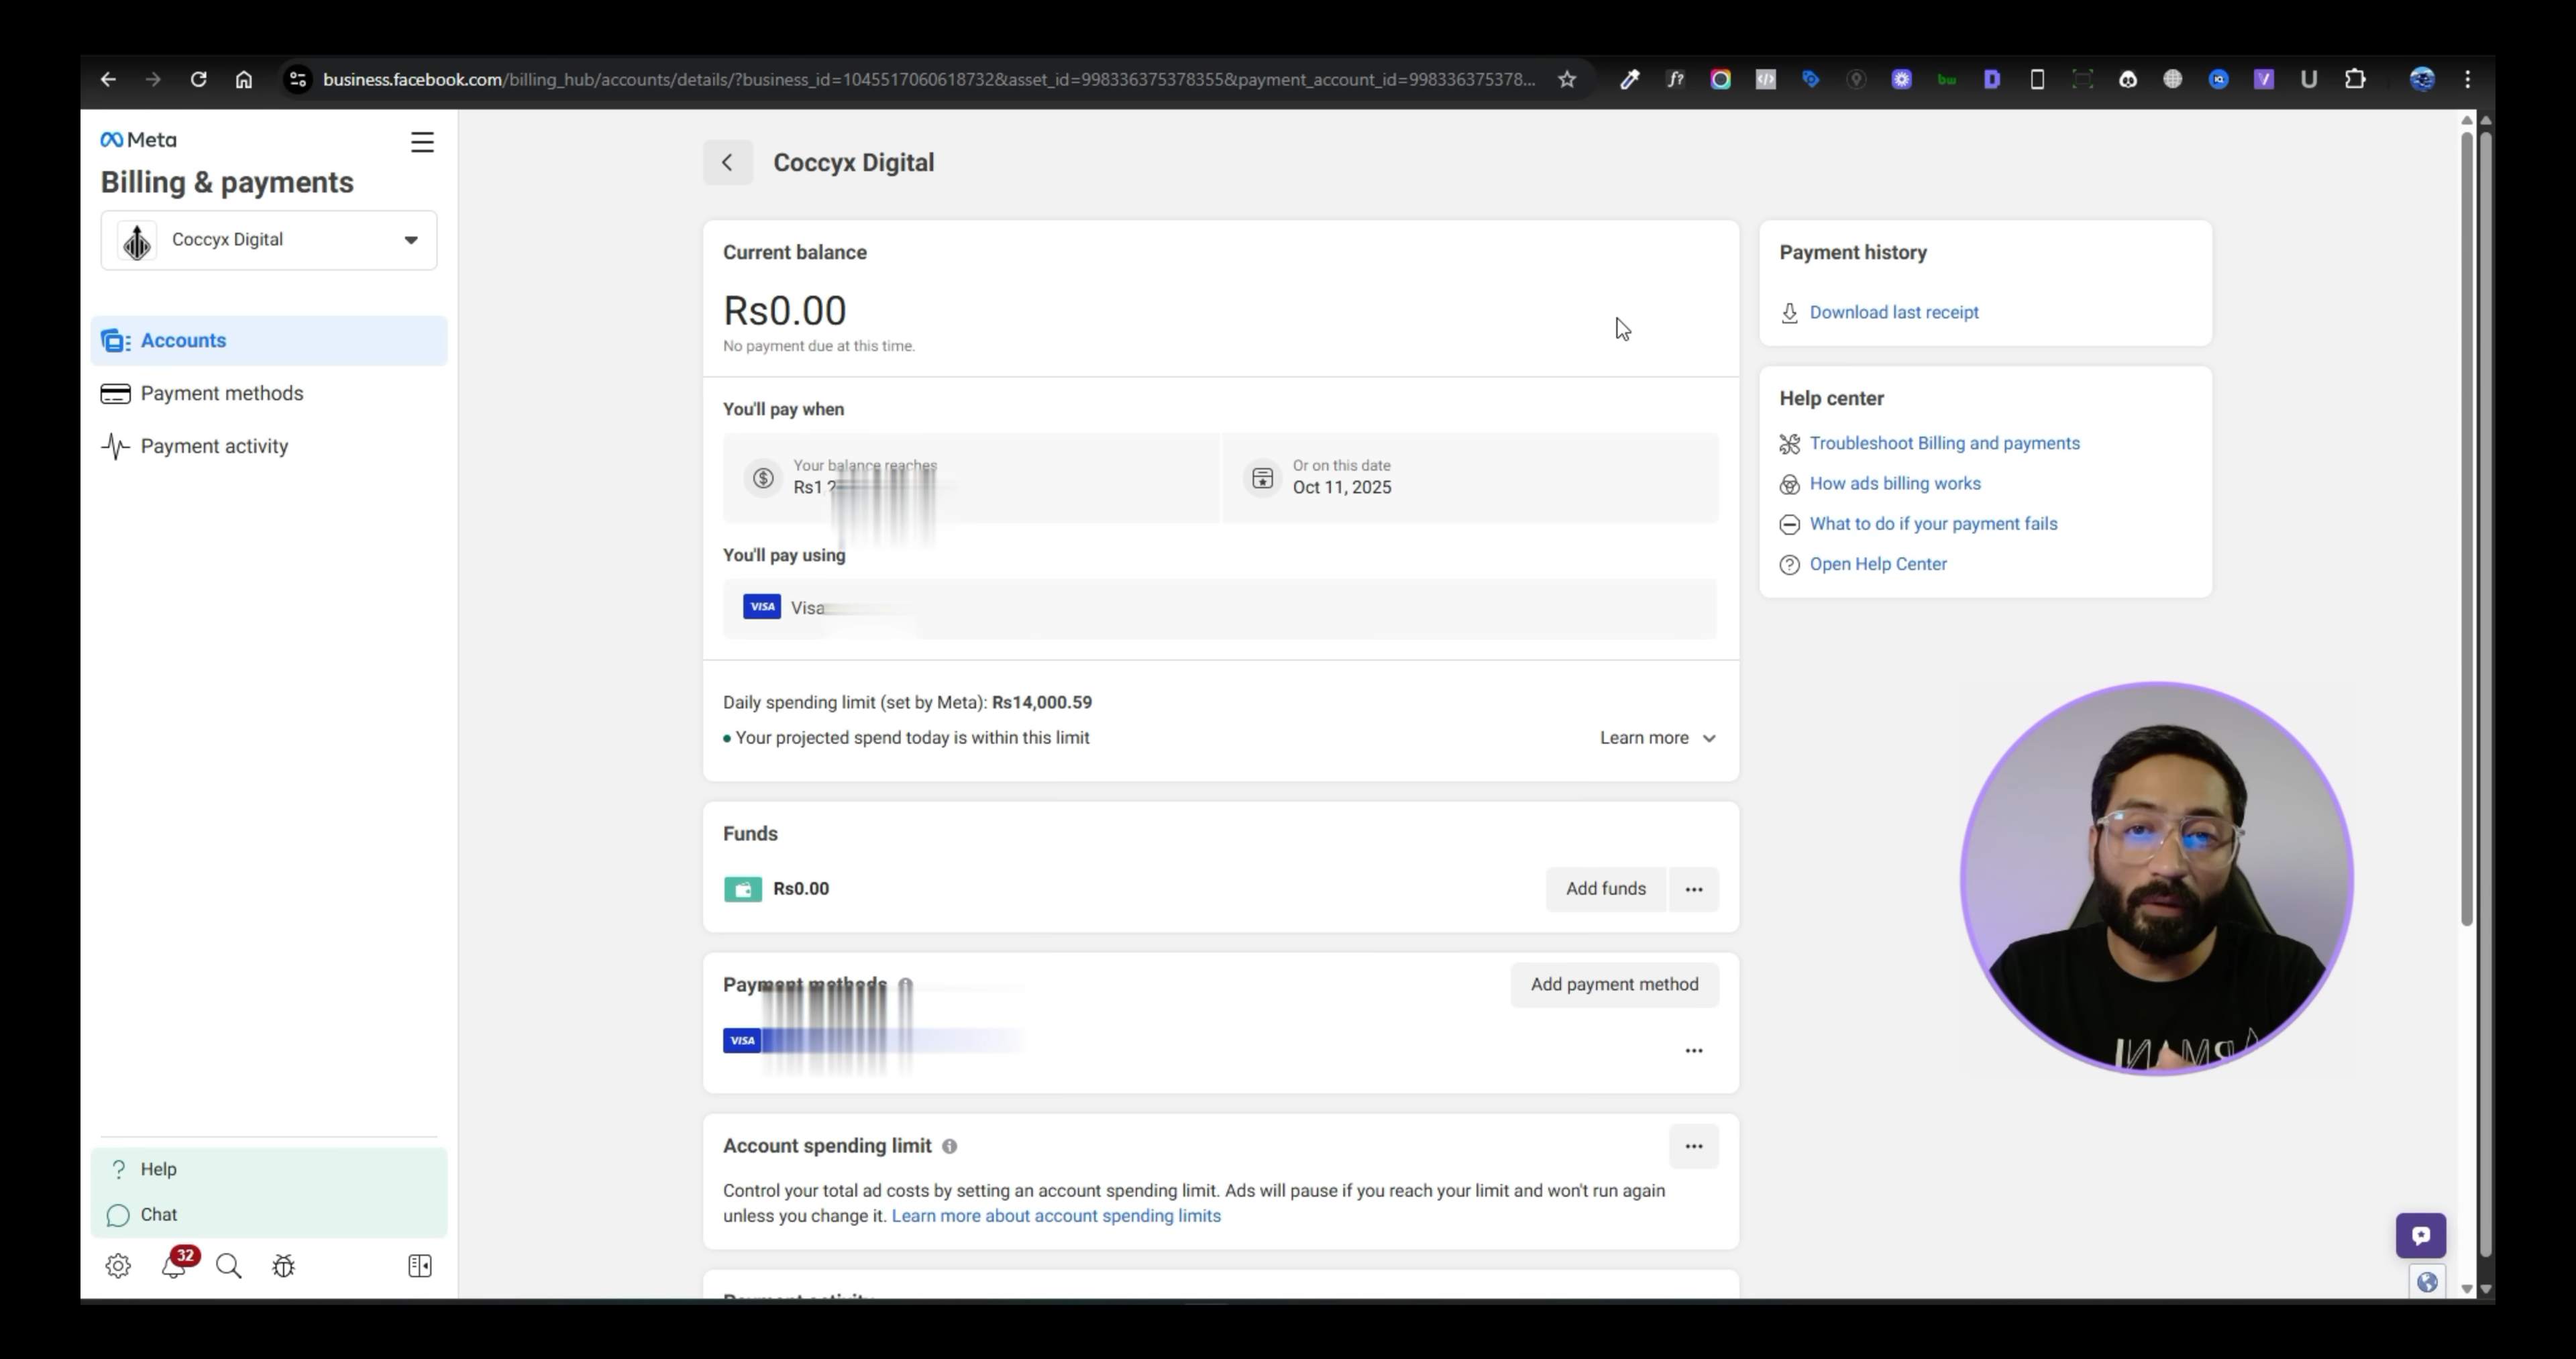 business.facebook.com/billing_hub/accounts/details/?business_id=1045517060618732&asset_id=998336375378355&payment_account_id=998336375378...
Meta
Billing & payments
Coccyx Digital
Accounts
Payment methods
Payment activity
Help
Chat
32
Coccyx Digital
Current balance
Rs0.00
No payment due at this time.
You'll pay when
Your balance reaches
Rs1
Or on this date
Oct 11, 2025
You'll pay using
VISA Visa
Daily spending limit (set by Meta): Rs14,000.59
Your projected spend today is within this limit
Learn more
Funds
Rs0.00
Add funds
Payment methods
Add payment method
VISA
Account spending limit
Control your total ad costs by setting an account spending limit. Ads will pause if you reach your limit and won't run again
unless you change it. Learn more about account spending limits
Payment activity
Payment history
Download last receipt
Help center
Troubleshoot Billing and payments
How ads billing works
What to do if your payment fails
Open Help Center